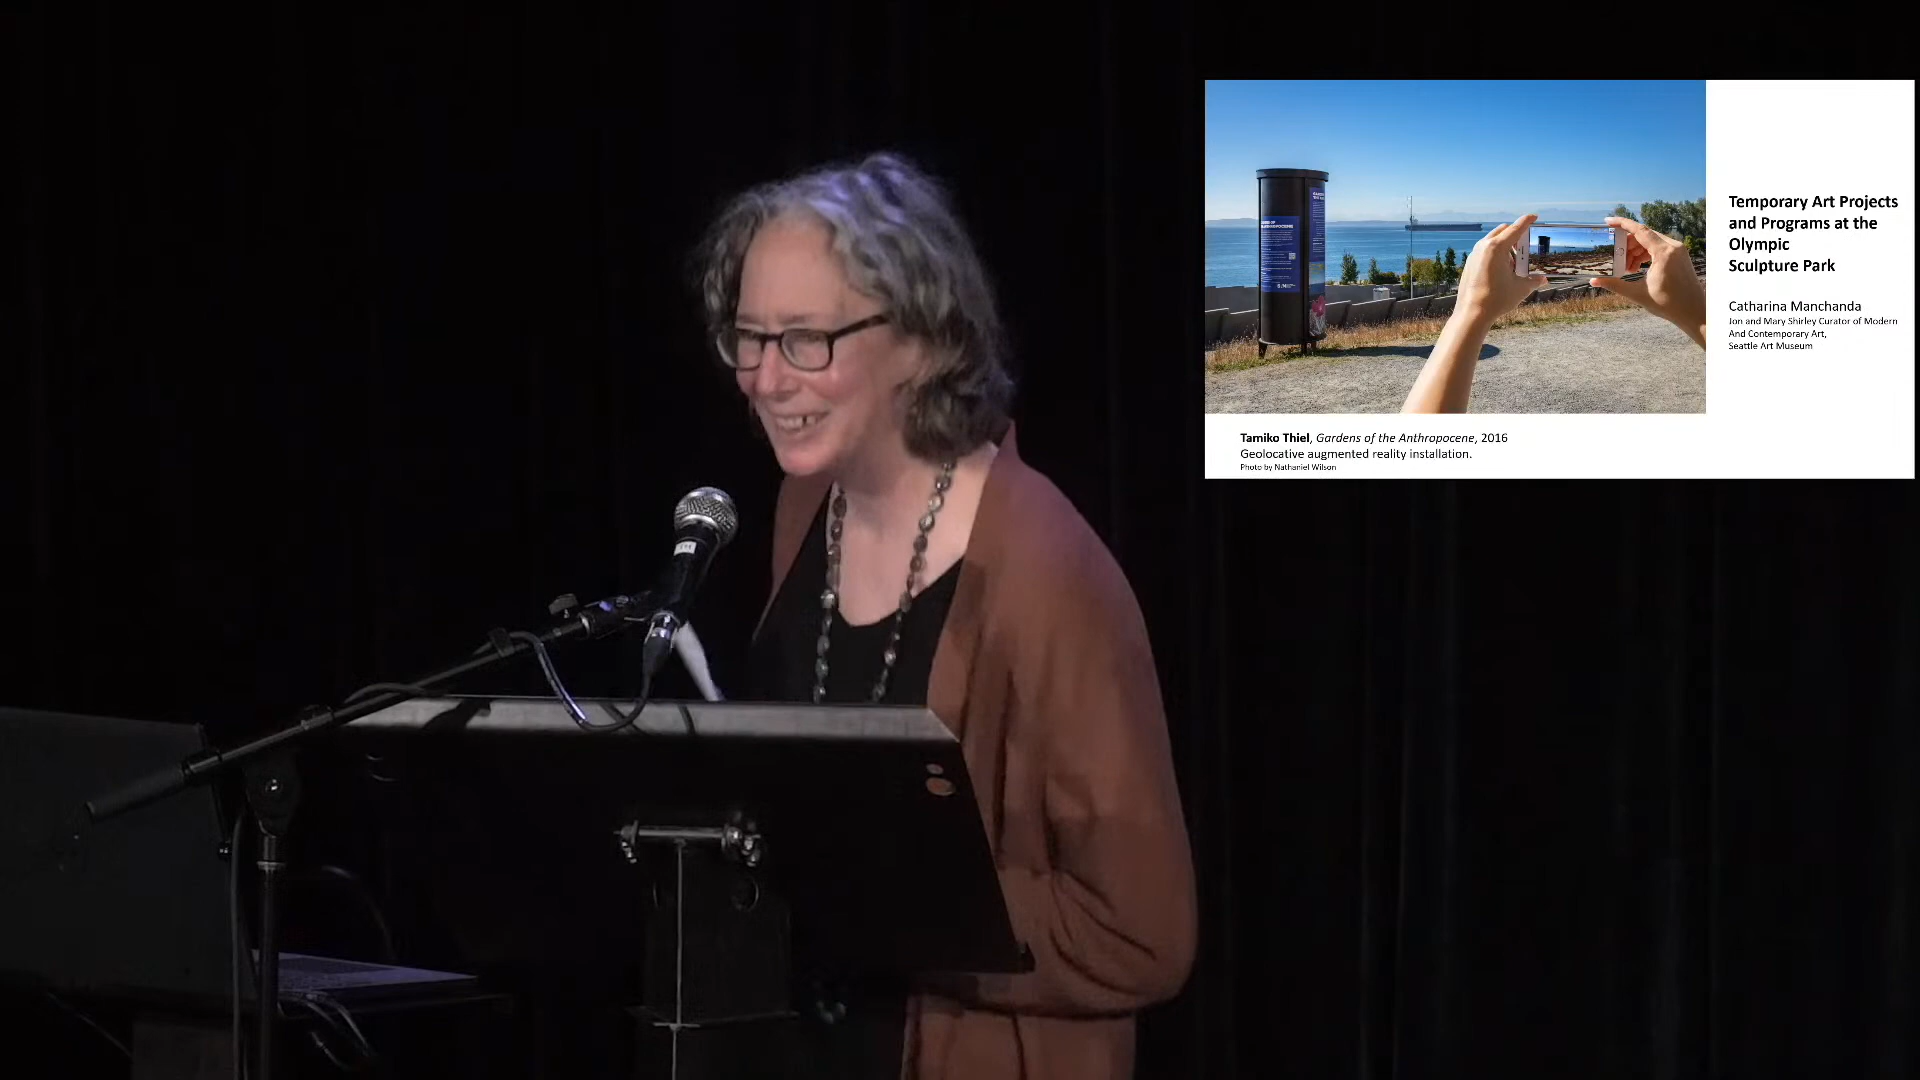 Temporary Art Projects
and Programs at the
Olympic
Sculpture Park
Catharina Manchanda
Jon and Mary Shirley Curator of Modern
And Contemporary Art,
Seattle Art Museum
Tamiko Thiel, Gardens of the Anthropocene, 2016
Geolocative augmented reality installation.
Photo by Nathaniel Wilson